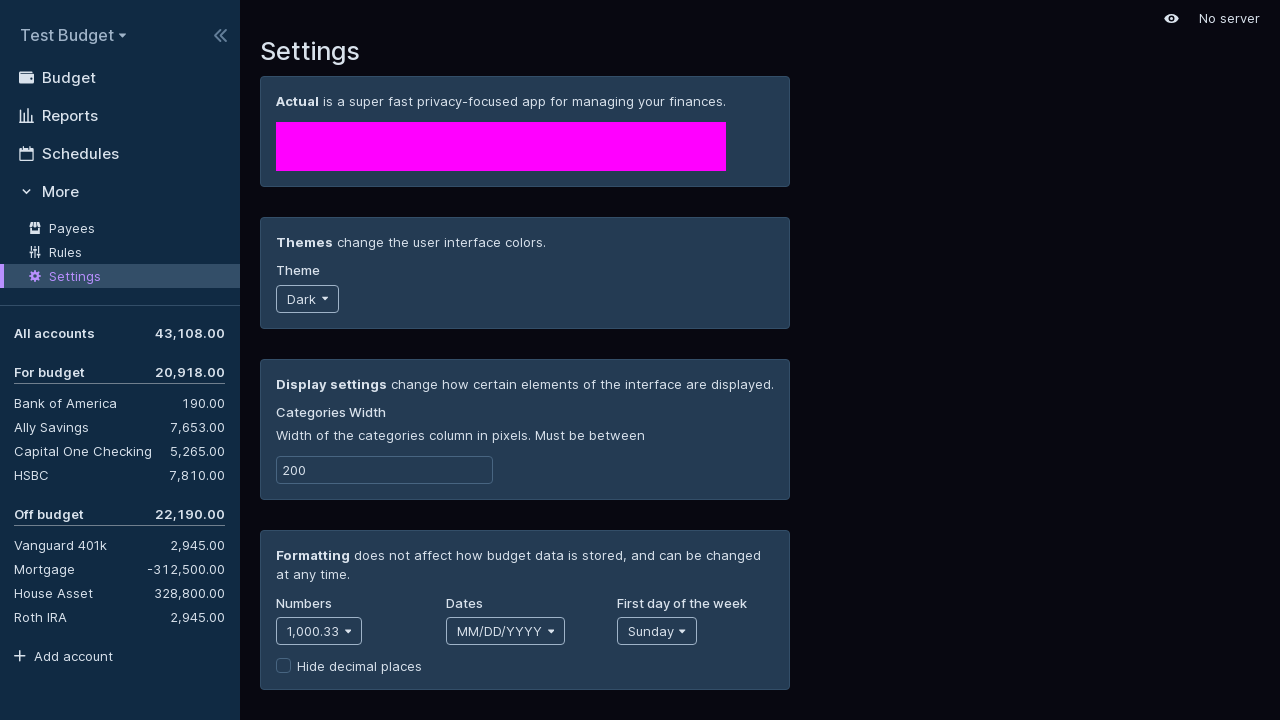 Test Budget
No server
Budget
Reports
Schedules
More
Payees
Rules
Settings
All accounts 43,108.00
For budget 20,918.00
Bank of America 190.00
Ally Savings 7,653.00
Capital One Checking 5,265.00
HSBC 7,810.00
Off budget 22,190.00
Vanguard 401k 2,945.00
Mortgage -312,500.00
House Asset 328,800.00
Roth IRA 2,945.00
Add account
Settings
Actual is a super fast privacy-focused app for managing your finances.
Themes change the user interface colors.
Theme
Dark
Display settings change how certain elements of the interface are displayed.
Categories Width
Width of the categories column in pixels. Must be between
200
Formatting does not affect how budget data is stored, and can be changed
at any time.
Numbers Dates First day of the week
1,000.33 MM/DD/YYYY Sunday
Hide decimal places